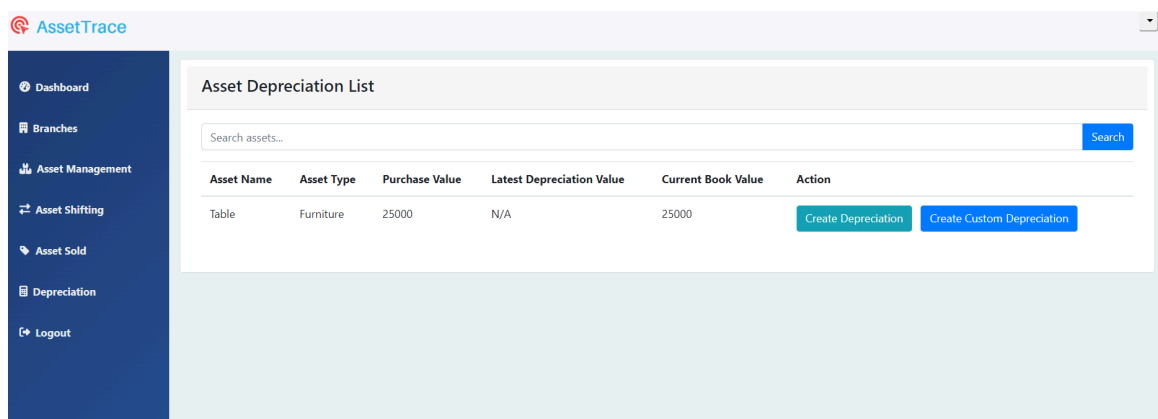 AssetTrace
Dashboard
Branches
Asset Management
Asset Shifting
Asset Sold
Depreciation
Logout
Asset Depreciation List
Search assets... Search
Asset Name Asset Type Purchase Value Latest Depreciation Value Current Book Value Action
Table Furniture 25000 N/A 25000 Create Depreciation Create Custom Depreciation